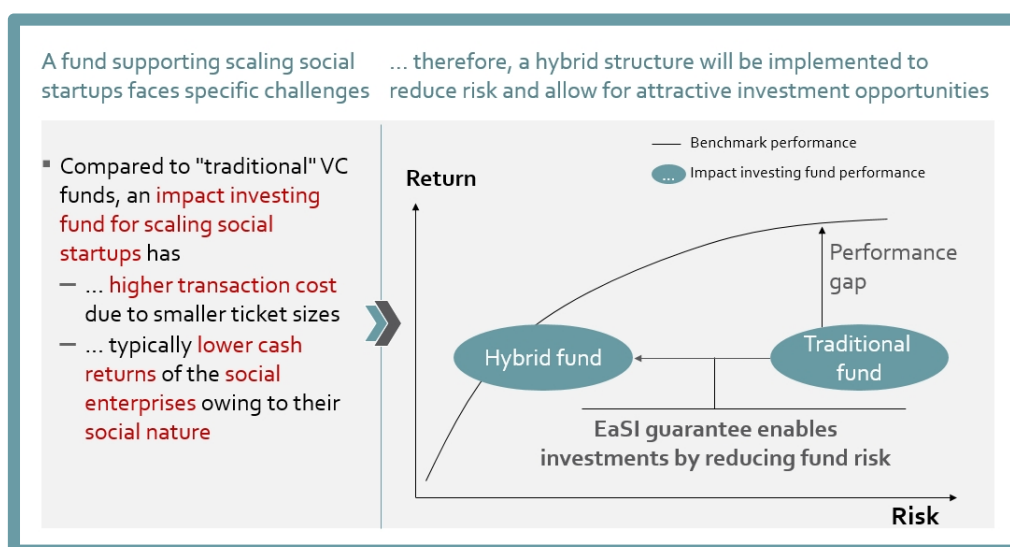 A fund supporting scaling social
startups faces specific challenges
... therefore, a hybrid structure will be implemented to
reduce risk and allow for attractive investment opportunities
▪ Compared to "traditional" VC
funds, an impact investing
fund for scaling social
startups has
– ... higher transaction cost
due to smaller ticket sizes
– ... typically lower cash
returns of the social
enterprises owing to their
social nature
Benchmark performance
... Impact investing fund performance
Return
Performance
gap
Hybrid fund
Traditional
fund
EaSI guarantee enables
investments by reducing fund risk
Risk